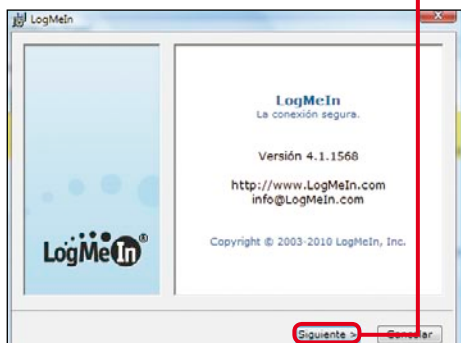 LogMeIn
LogMeIn
La conexión segura.
Versión 4.1.1568
http://www.LogMeIn.com
info@LogMeIn.com
LogMeIn®
Copyright © 2003-2010 LogMeIn, Inc.
Siguiente >
Cancelar